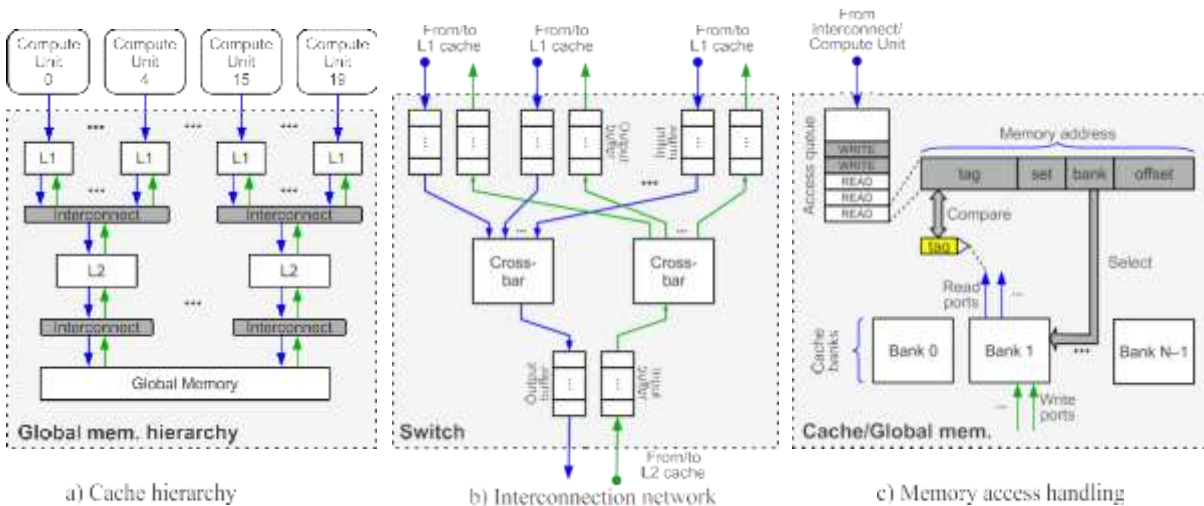 Compute
Unit
0
Compute
Unit
4
Compute
Unit
15
Compute
Unit
19
...
...
...
L1
L1
L1
L1
...
...
Interconnect
Interconnect
L2
L2
...
Interconnect
Interconnect
Global Memory
Global mem. hierarchy
a) Cache hierarchy
From/to
L1 cache
From/to
L1 cache
From/to
L1 cache
Output
buffer
Input
buffer
...
...
...
Cross-
bar
Cross-
bar
Output
buffer
Input
buffer
Switch
From/to
L2 cache
b) Interconnection network
From
Interconnect/
Compute Unit
Access queue
WRITE
WRITE
READ
READ
READ
Memory address
tag
set
bank
offset
Compare
tag
Select
Read
ports
...
Cache
banks
Bank 0
Bank 1
...
Bank N–1
...
Write
ports
Cache/Global mem.
c) Memory access handling